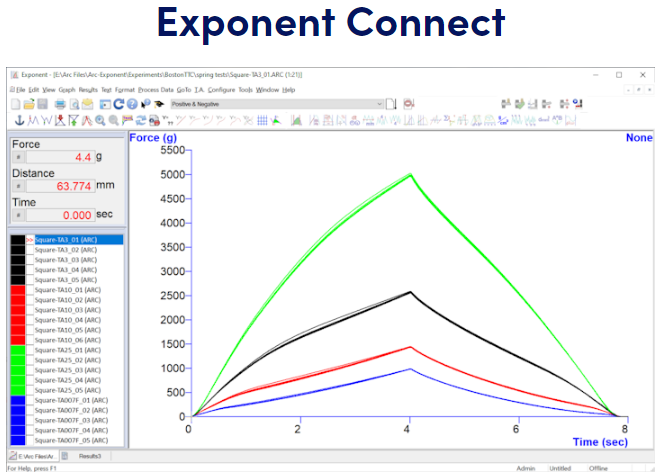 Exponent Connect
Exponent - [E:\Arc Files\Arc-Exponent\Experiments\BostonTTC\spring tests\Square-TA3_01.ARC (1:21)]
File Edit View Graph Results Text Format Process Data GoTo T.A. Configure Tools Window Help
Positive & Negative
Force
# 4.4 g
Distance
# 63.774 mm
Time
# 0.000 sec
Square-TA3_01 (ARC)
Square-TA3_02 (ARC)
Square-TA3_03 (ARC)
Square-TA3_04 (ARC)
Square-TA3_05 (ARC)
Square-TA10_01 (ARC)
Square-TA10_02 (ARC)
Square-TA10_03 (ARC)
Square-TA10_04 (ARC)
Square-TA10_05 (ARC)
Square-TA10_06 (ARC)
Square-TA25_01 (ARC)
Square-TA25_02 (ARC)
Square-TA25_03 (ARC)
Square-TA25_04 (ARC)
Square-TA25_05 (ARC)
Square-TA007F_01 (ARC)
Square-TA007F_02 (ARC)
Square-TA007F_03 (ARC)
Square-TA007F_04 (ARC)
Square-TA007F_05 (ARC)
Force (g) None
5500
5000
4500
4000
3500
3000
2500
2000
1500
1000
500
0
0 2 4 6 8
Time (sec)
E:\Arc Files\Ar. Results3
For Help, press F1 Admin Untitled Offline